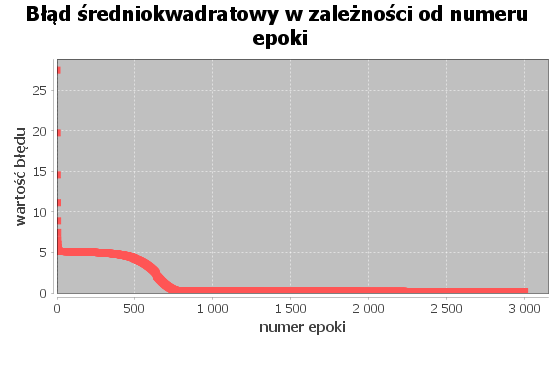 Błąd średniokwadratowy w zależności od numeru
epoki
wartość błędu
25
20
15
10
5
0
0 500 1 000 1 500 2 000 2 500 3 000
numer epoki